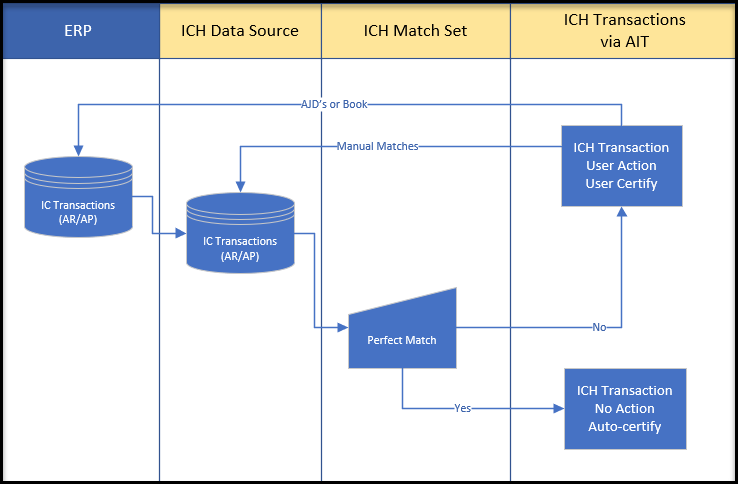 ERP
ICH Data Source
ICH Match Set
ICH Transactions
via AIT
AJD's or Book
Manual Matches
ICH Transaction
User Action
User Certify
IC Transactions
(AR/AP)
IC Transactions
(AR/AP)
Perfect Match
No
Yes
ICH Transaction
No Action
Auto-certify